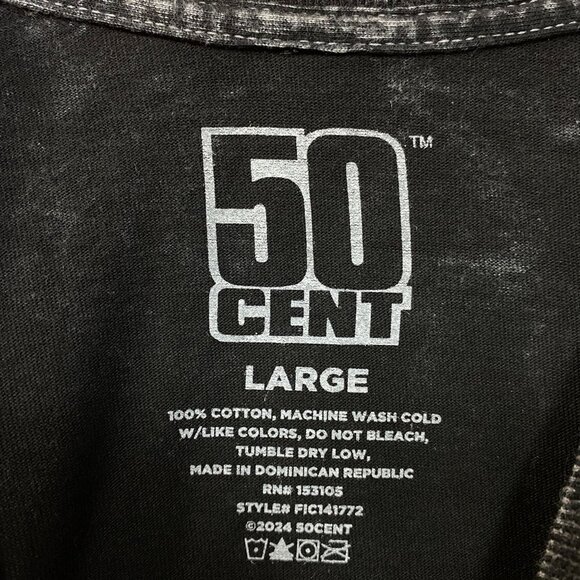 50™
CENT
LARGE
100% COTTON, MACHINE WASH COLD
W/LIKE COLORS, DO NOT BLEACH,
TUMBLE DRY LOW,
MADE IN DOMINICAN REPUBLIC
RN# 153105
STYLE# FIC141772
©2024 50CENT